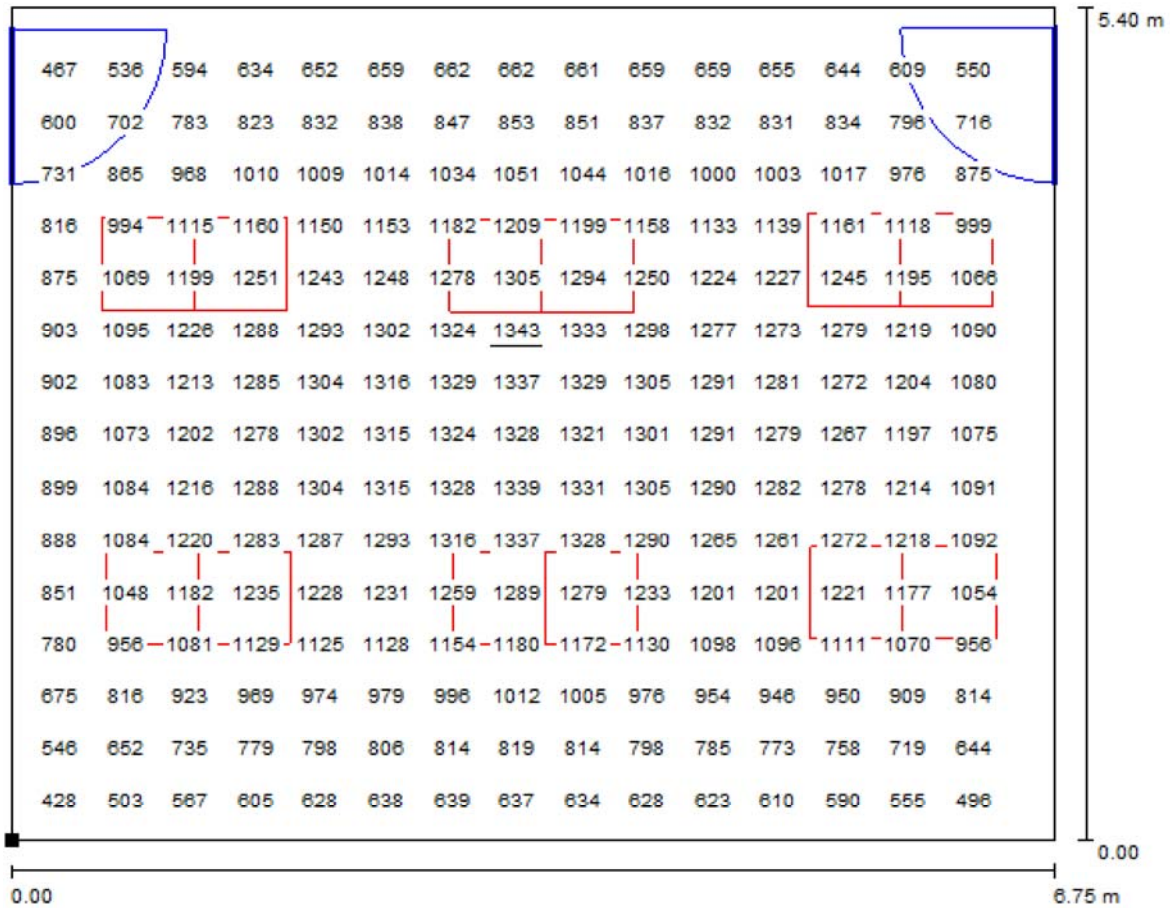 5.40 m
467 536 594 634 652 659 662 662 661 659 659 655 644 609 550
600 702 783 823 832 838 847 853 851 837 832 831 834 796 716
731 865 968 1010 1009 1014 1034 1051 1044 1016 1000 1003 1017 976 875
816 994 1115 1160 1150 1153 1182 1209 1199 1158 1133 1139 1161 1118 999
875 1069 1199 1251 1243 1248 1278 1305 1294 1250 1224 1227 1245 1195 1066
903 1095 1226 1288 1293 1302 1324 1343 1333 1298 1277 1273 1279 1219 1090
902 1083 1213 1285 1304 1316 1329 1337 1329 1305 1291 1281 1272 1204 1080
896 1073 1202 1278 1302 1315 1324 1328 1321 1301 1291 1279 1267 1197 1075
899 1084 1216 1288 1304 1315 1328 1339 1331 1305 1290 1282 1278 1214 1091
888 1084 1220 1283 1287 1293 1316 1337 1328 1290 1265 1261 1272 1218 1092
851 1048 1182 1235 1228 1231 1259 1289 1279 1233 1201 1201 1221 1177 1054
780 956 1081 1129 1125 1128 1154 1180 1172 1130 1098 1096 1111 1070 956
675 816 923 969 974 979 996 1012 1005 976 954 946 950 909 814
546 652 735 779 798 806 814 819 814 798 785 773 758 719 644
428 503 567 605 628 638 639 637 634 628 623 610 590 555 496
0.00
0.00 6.75 m